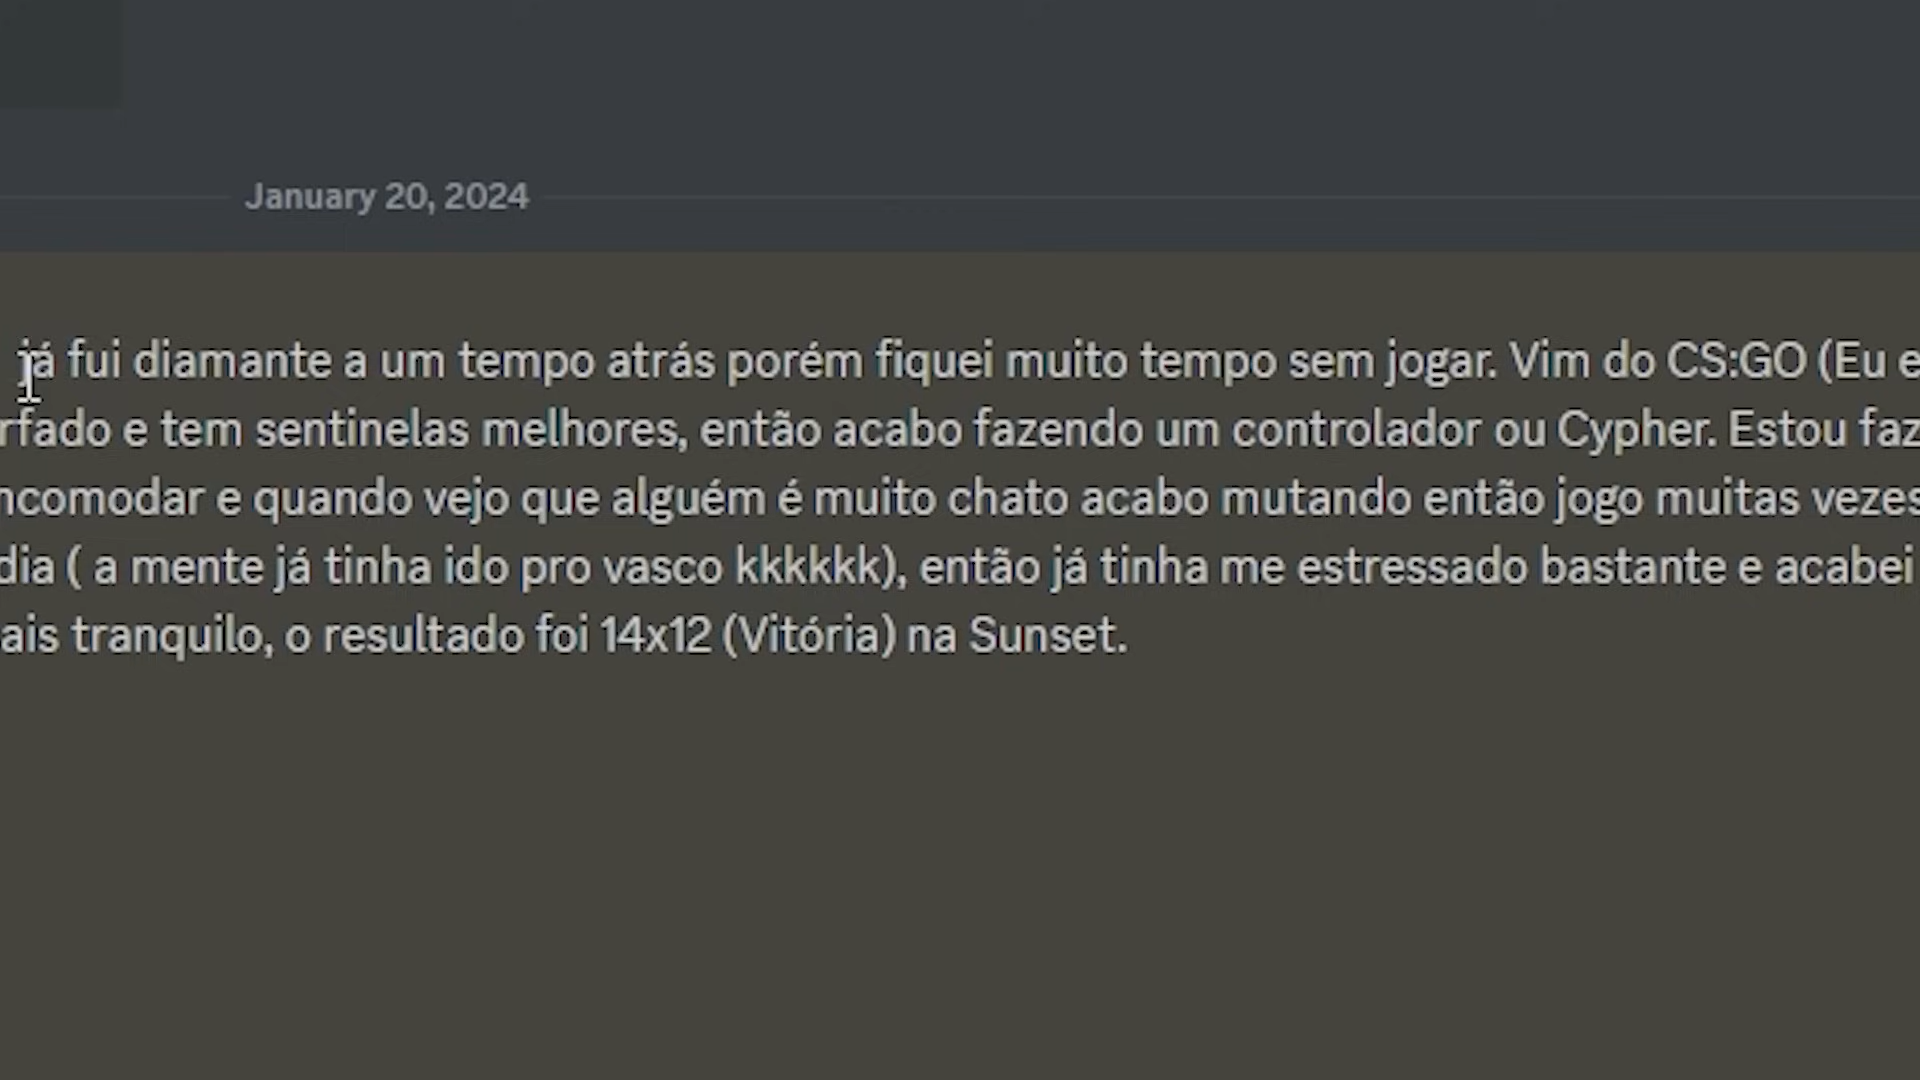 January 20, 2024
já fui diamante a um tempo atrás porém fiquei muito tempo sem jogar. Vim do CS:GO (Eu e
rfado e tem sentinelas melhores, então acabo fazendo um controlador ou Cypher. Estou faz
ncomodar e quando vejo que alguém é muito chato acabo mutando então jogo muitas vezes
dia ( a mente já tinha ido pro vasco kkkkkk), então já tinha me estressado bastante e acabei
ais tranquilo, o resultado foi 14x12 (Vitória) na Sunset.